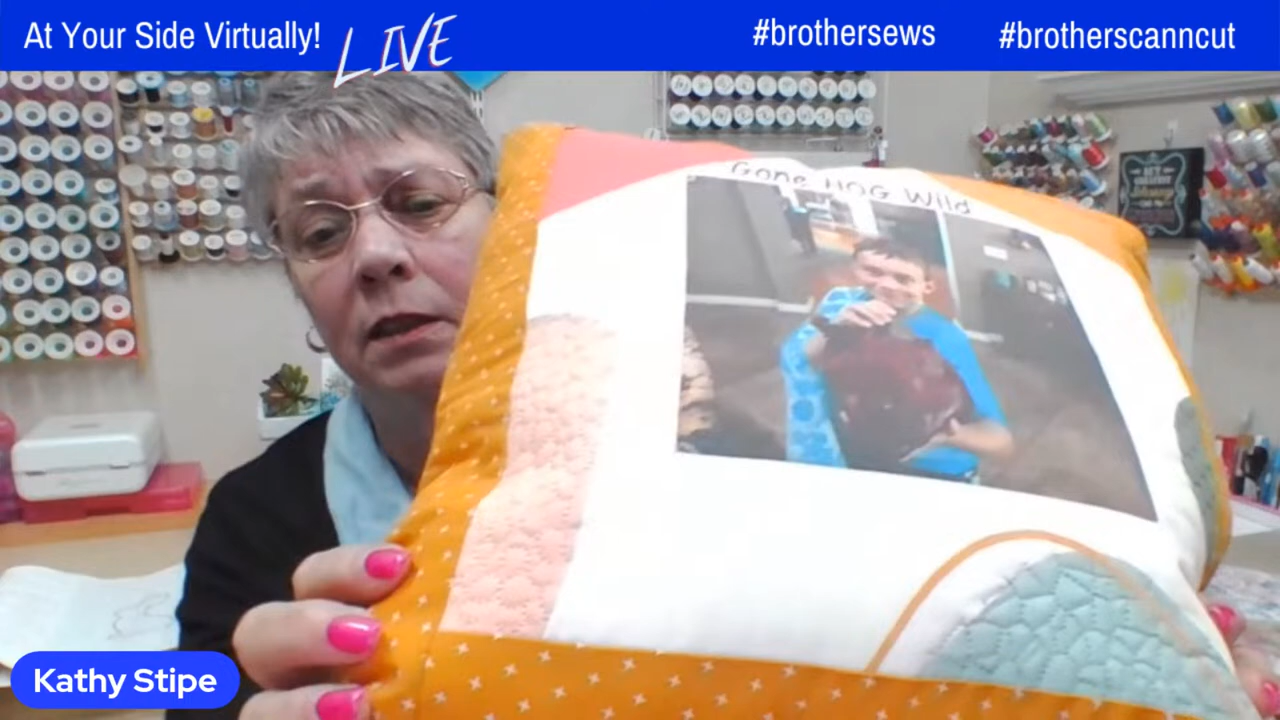 At Your Side Virtually! LIVE
#brothersews
#brotherscanncut
Gone HOG Wild
Kathy Stipe